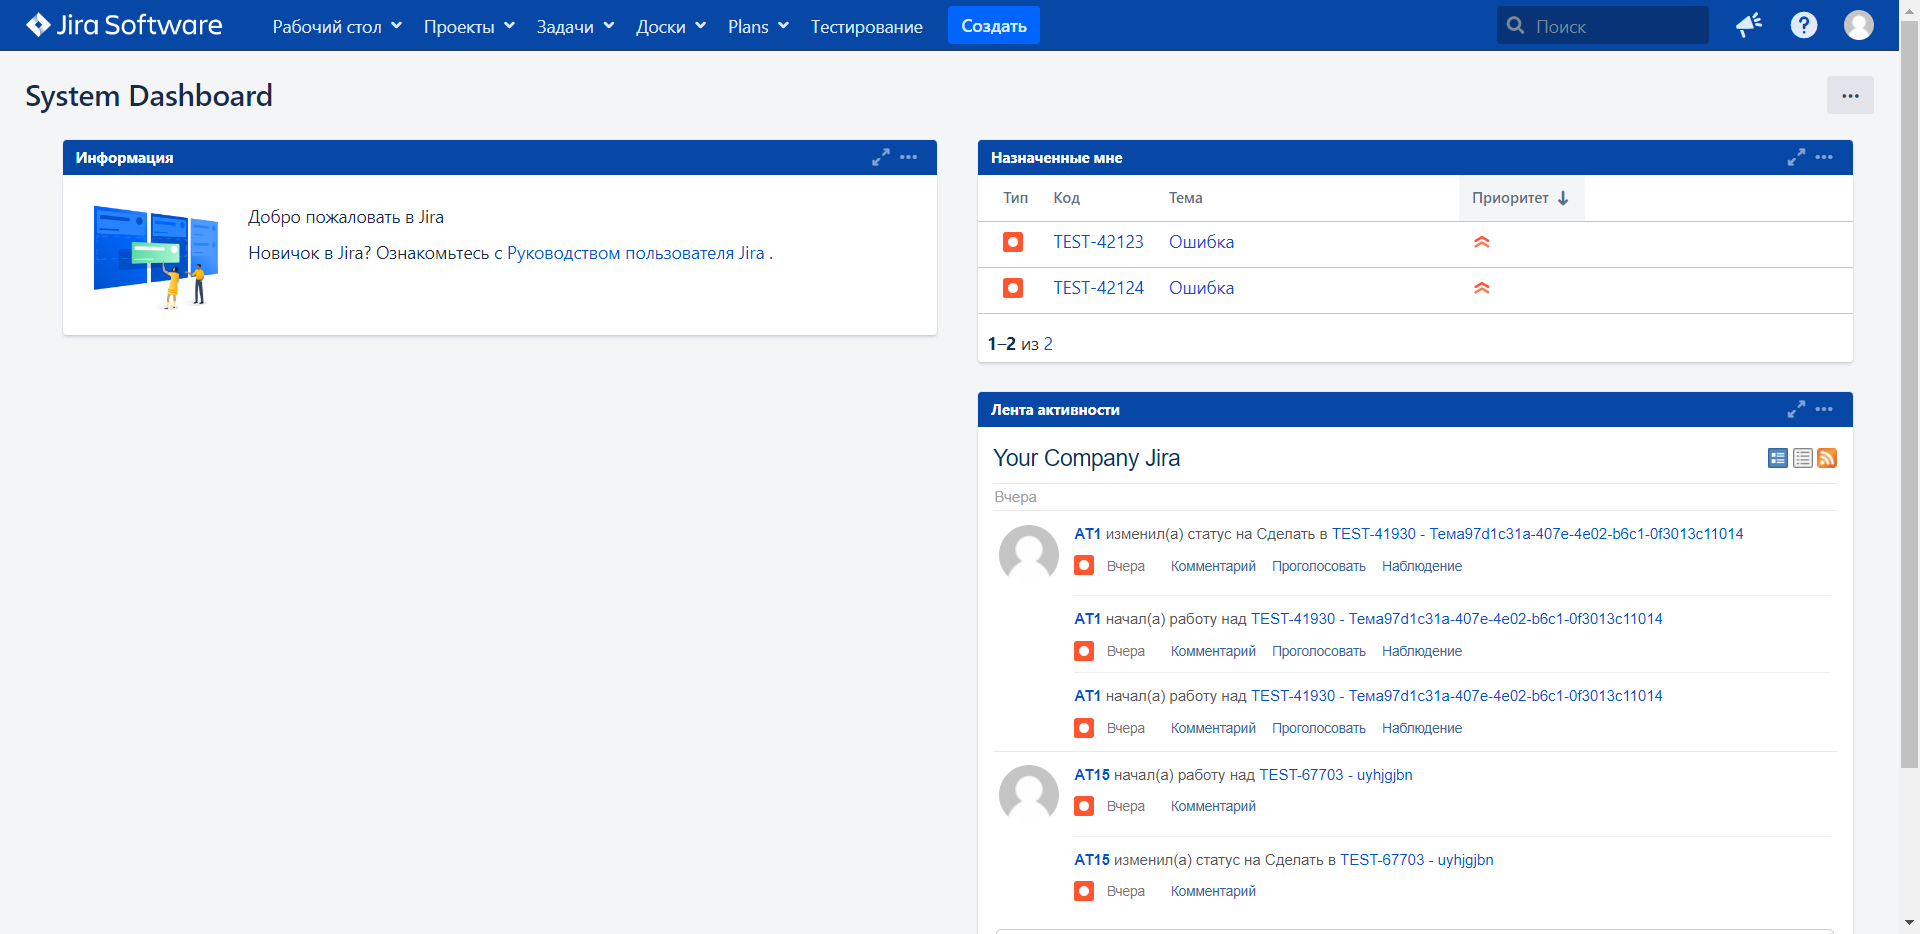 Jira Software Рабочий стол Проекты Задачи Доски Plans Тестирование Создать Поиск
System Dashboard
Информация
Добро пожаловать в Jira
Новичок в Jira? Ознакомьтесь с Руководством пользователя Jira .
Назначенные мне
Тип Код Тема Приоритет
TEST-42123 Ошибка
TEST-42124 Ошибка
1–2 из 2
Лента активности
Your Company Jira
Вчера
AT1 изменил(а) статус на Сделать в TEST-41930 - Тема97d1c31a-407e-4e02-b6c1-0f3013c11014
Вчера Комментарий Проголосовать Наблюдение
AT1 начал(а) работу над TEST-41930 - Тема97d1c31a-407e-4e02-b6c1-0f3013c11014
Вчера Комментарий Проголосовать Наблюдение
AT1 начал(а) работу над TEST-41930 - Тема97d1c31a-407e-4e02-b6c1-0f3013c11014
Вчера Комментарий Проголосовать Наблюдение
AT15 начал(а) работу над TEST-67703 - uyhjgjbn
Вчера Комментарий
AT15 изменил(а) статус на Сделать в TEST-67703 - uyhjgjbn
Вчера Комментарий